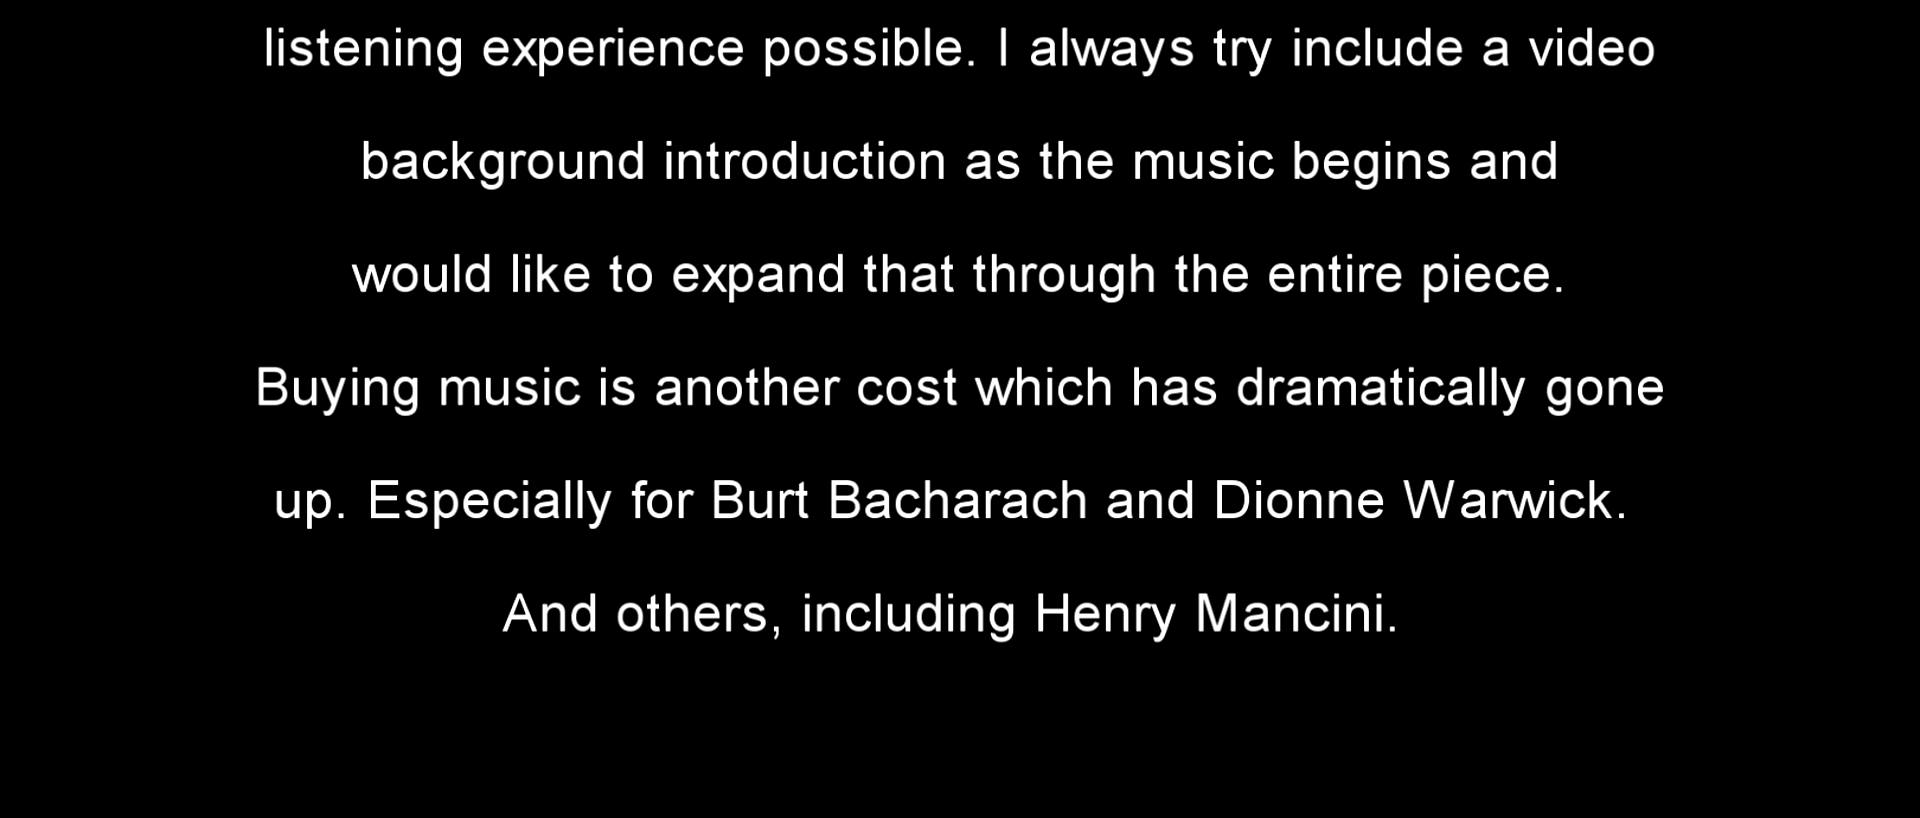 listening experience possible. I always try include a video
background introduction as the music begins and
would like to expand that through the entire piece.
Buying music is another cost which has dramatically gone
up. Especially for Burt Bacharach and Dionne Warwick.
And others, including Henry Mancini.